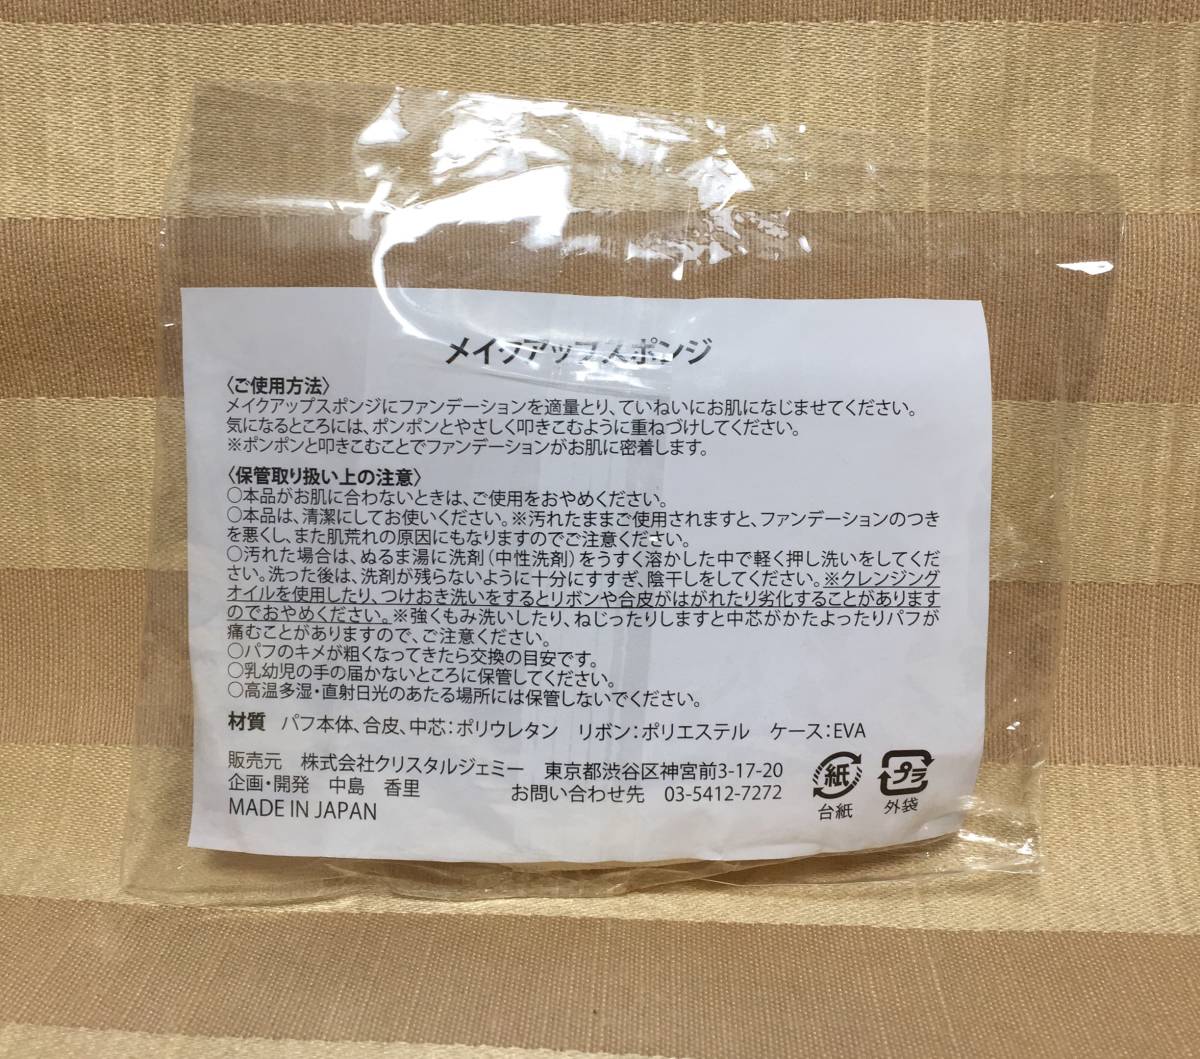 メイクアップスポンジ
〈ご使用方法〉
メイクアップスポンジにファンデーションを適量とり、ていねいにお肌になじませてください。
気になるところには、ポンポンとやさしく叩きこむように重ねづけしてください。
※ポンポンと叩きこむことでファンデーションがお肌に密着します。
〈保管取り扱い上の注意〉
○本品がお肌に合わないときは、ご使用をおやめください。
○本品は、清潔にしてお使いください。※汚れたままご使用されますと、ファンデーションのつき
を悪くし、また肌荒れの原因にもなりますのでご注意ください。
○汚れた場合は、ぬるま湯に洗剤(中性洗剤)をうすく溶かした中で軽く押し洗いをしてくだ
さい。洗った後は、洗剤が残らないように十分にすすぎ、陰干しをしてください。※クレンジング
オイルを使用したり、つけおき洗いをするとリボンや合皮がはがれたり劣化することがあります
のでおやめください。※強くもみ洗いしたり、ねじったりしますと中芯がかたよったりパフが
痛むことがありますので、ご注意ください。
○パフのキメが粗くなってきたら交換の目安です。
○乳幼児の手の届かないところに保管してください。
○高温多湿・直射日光のあたる場所には保管しないでください。
材質 パフ本体、合皮、中芯：ポリウレタン リボン：ポリエステル ケース：EVA
販売元 株式会社クリスタルジェミー 東京都渋谷区神宮前3-17-20
企画・開発 中島 香里 お問い合わせ先 03-5412-7272
MADE IN JAPAN
紙 プラ
台紙 外袋